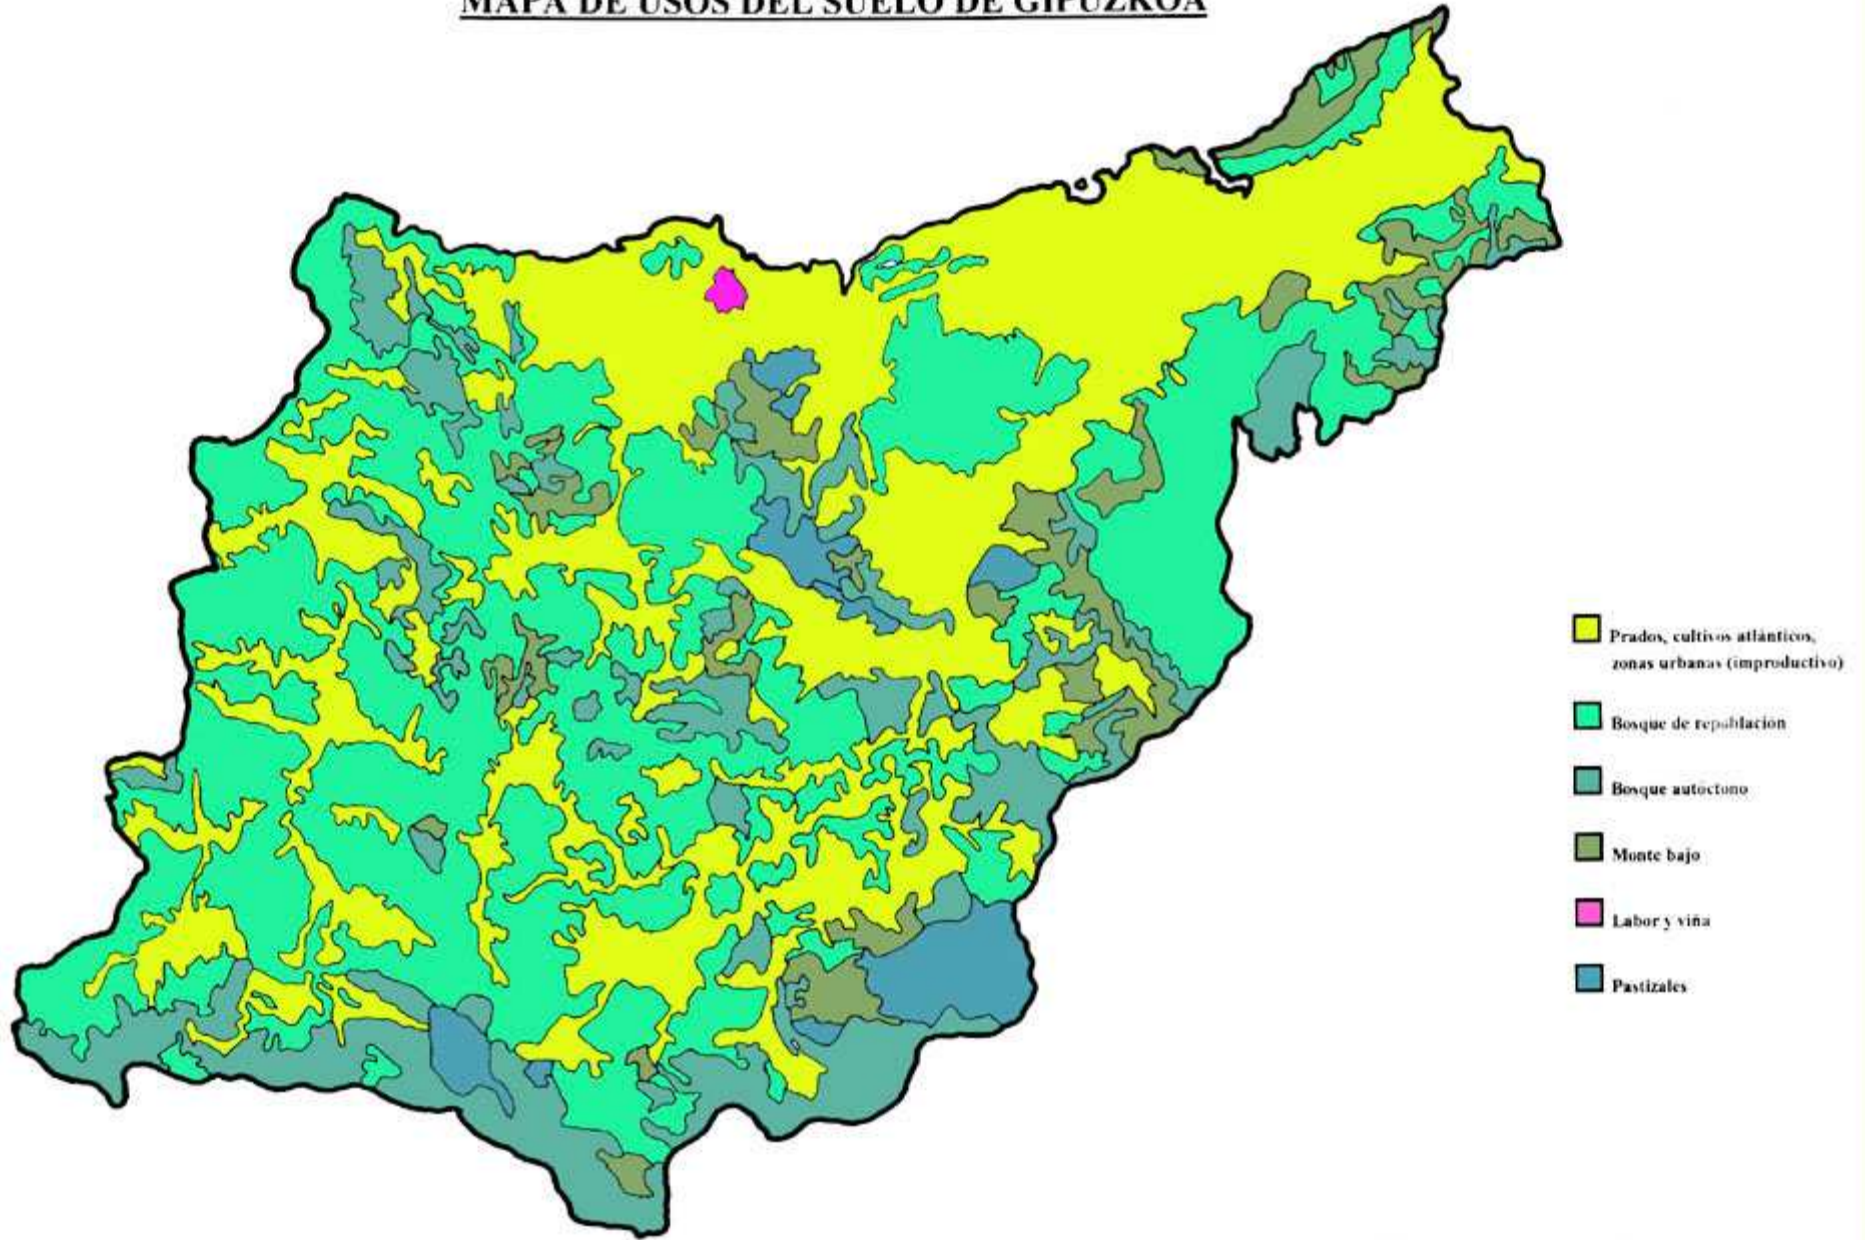 MAPA DE USOS DEL SUELO DE GIPUZKOA
Prados, cultivos atlánticos,
zonas urbanas (improductivo)
Bosque de repoblacion
Bosque autoctono
Monte bajo
Labor y viña
Pastizales